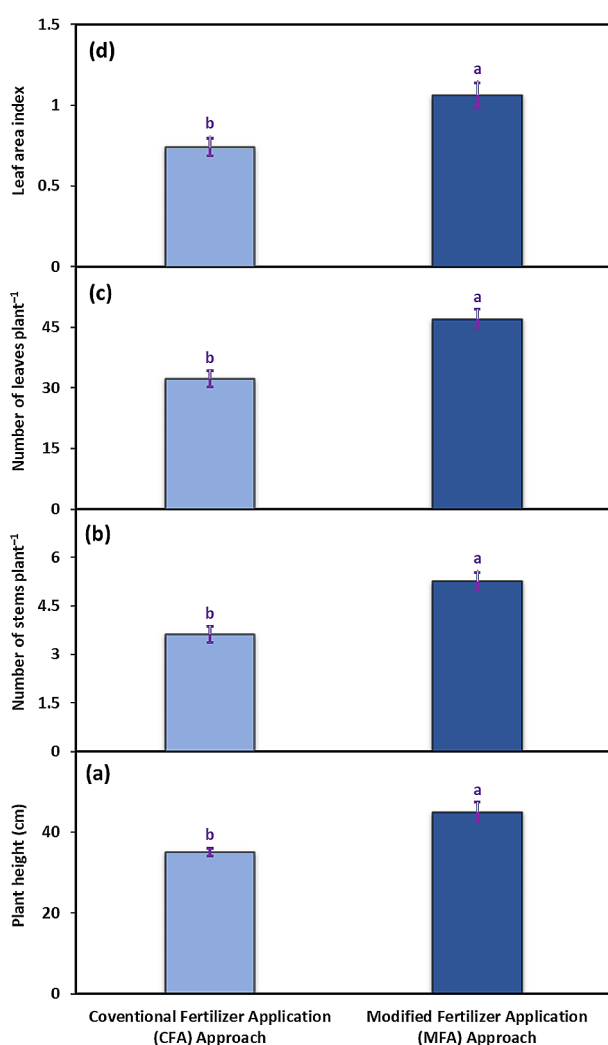 1.5
(d)
a
1
b
0.5
0
Leaf area index
(c)
a
45
b
30
15
0
Number of leaves plant⁻¹
(b)
6
a
4.5
b
3
1.5
0
Number of stems plant⁻¹
(a)
a
40
b
20
0
Plant height (cm)
Coventional Fertilizer Application
(CFA) Approach
Modified Fertilizer Application
(MFA) Approach